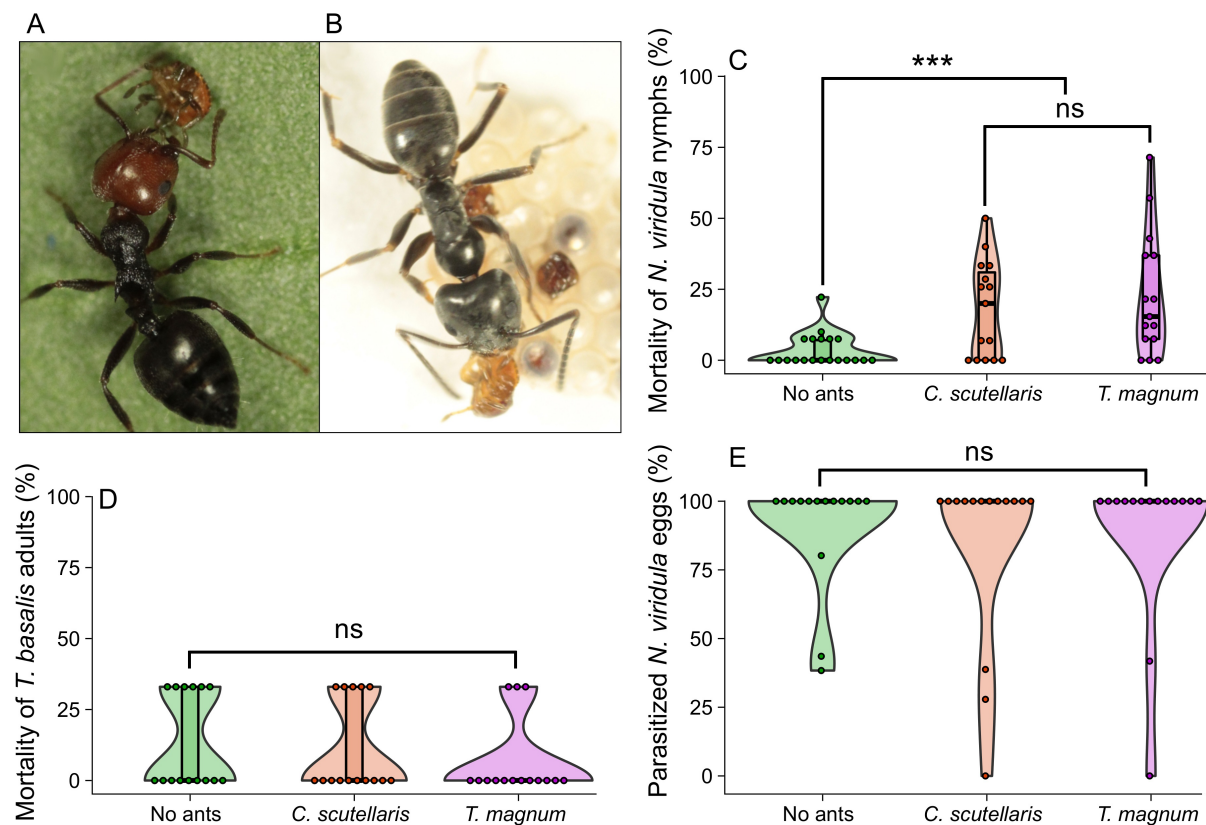 A
B
C
Mortality of N. viridula nymphs (%)
100
75
50
25
0
***
ns
No ants
C. scutellaris
T. magnum
D
Mortality of T. basalis adults (%)
100
75
50
25
0
ns
No ants
C. scutellaris
T. magnum
E
Parasitized N. viridula eggs (%)
100
75
50
25
0
ns
No ants
C. scutellaris
T. magnum